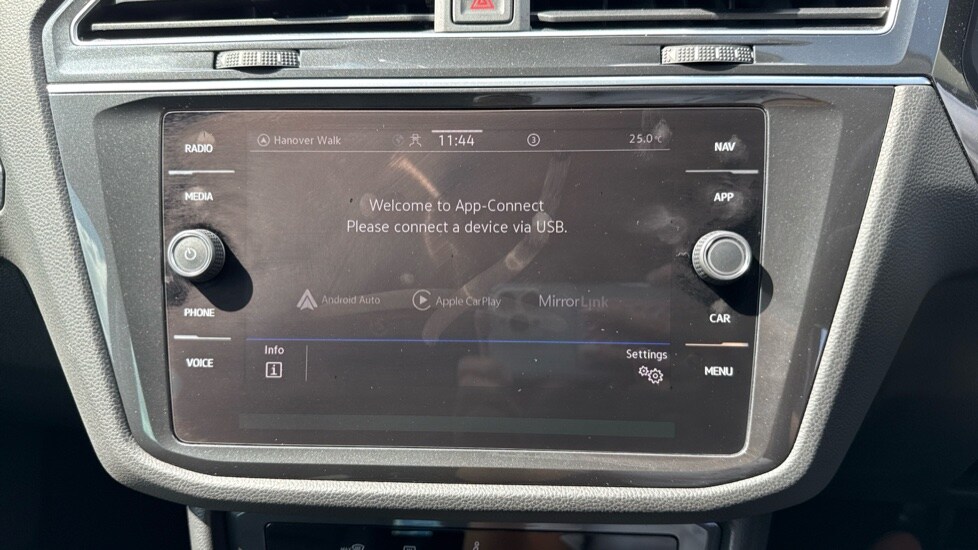 RADIO
MEDIA
PHONE
VOICE
Hanover Walk
11:44
3
25.0°C
Welcome to App-Connect
Please connect a device via USB.
Android Auto
Apple CarPlay
MirrorLink
Info
i
Settings
NAV
APP
CAR
MENU